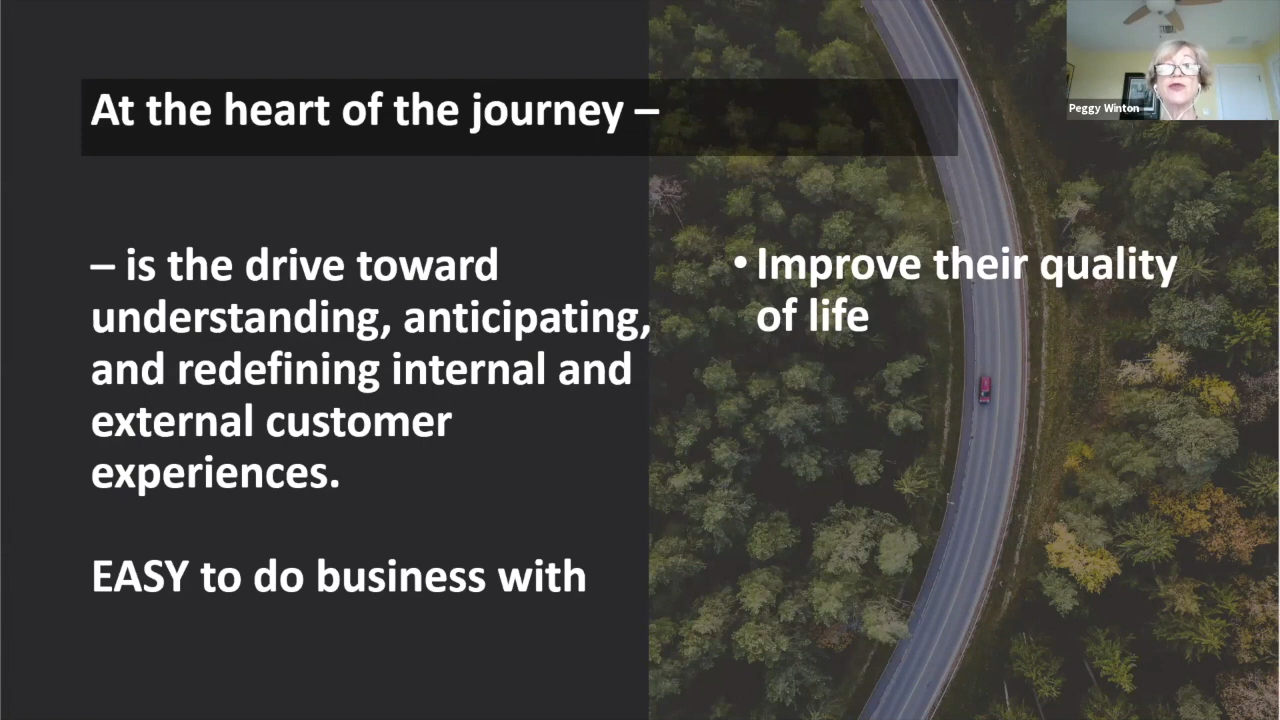 At the heart of the journey –
– is the drive toward
understanding, anticipating,
and redefining internal and
external customer
experiences.
EASY to do business with
• Improve their quality
of life
Peggy Winton